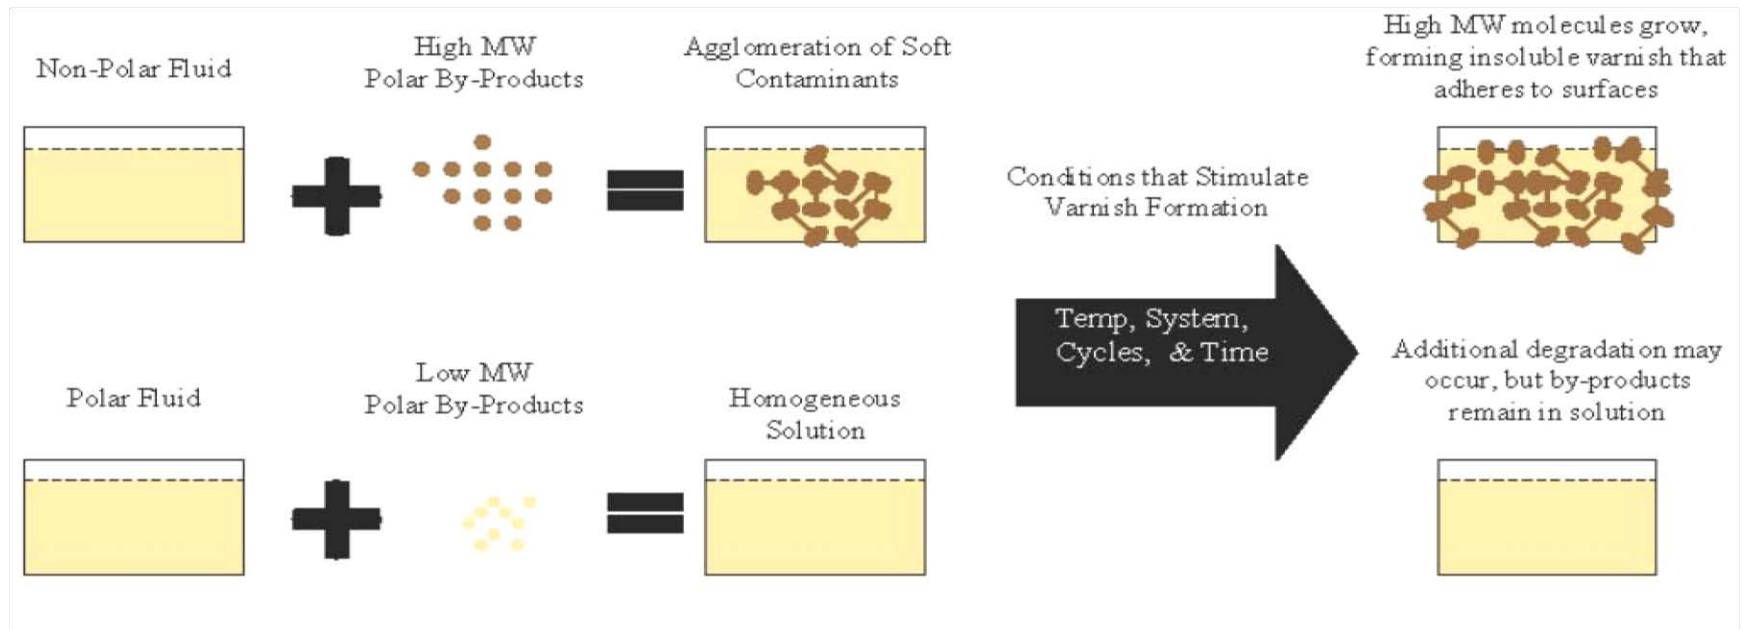 Non-Polar Fluid
High MW
Polar By-Products
Agglomeration of Soft
Contaminants
Conditions that Stimulate
Varnish Formation
High MW molecules grow,
forming insoluble varnish that
adheres to surfaces
Temp, System,
Cycles, & Time
Polar Fluid
Low MW
Polar By-Products
Homogeneous
Solution
Additional degradation may
occur, but by-products
remain in solution